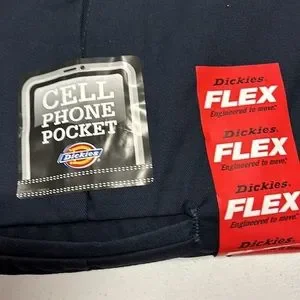 CELL
PHONE
POCKET
Dickies
Dickies
FLEX
Engineered to move.
Dickies
FLEX
Engineered to move.
Dickies
FLEX
Engineered to move.
Dickies
FLEX